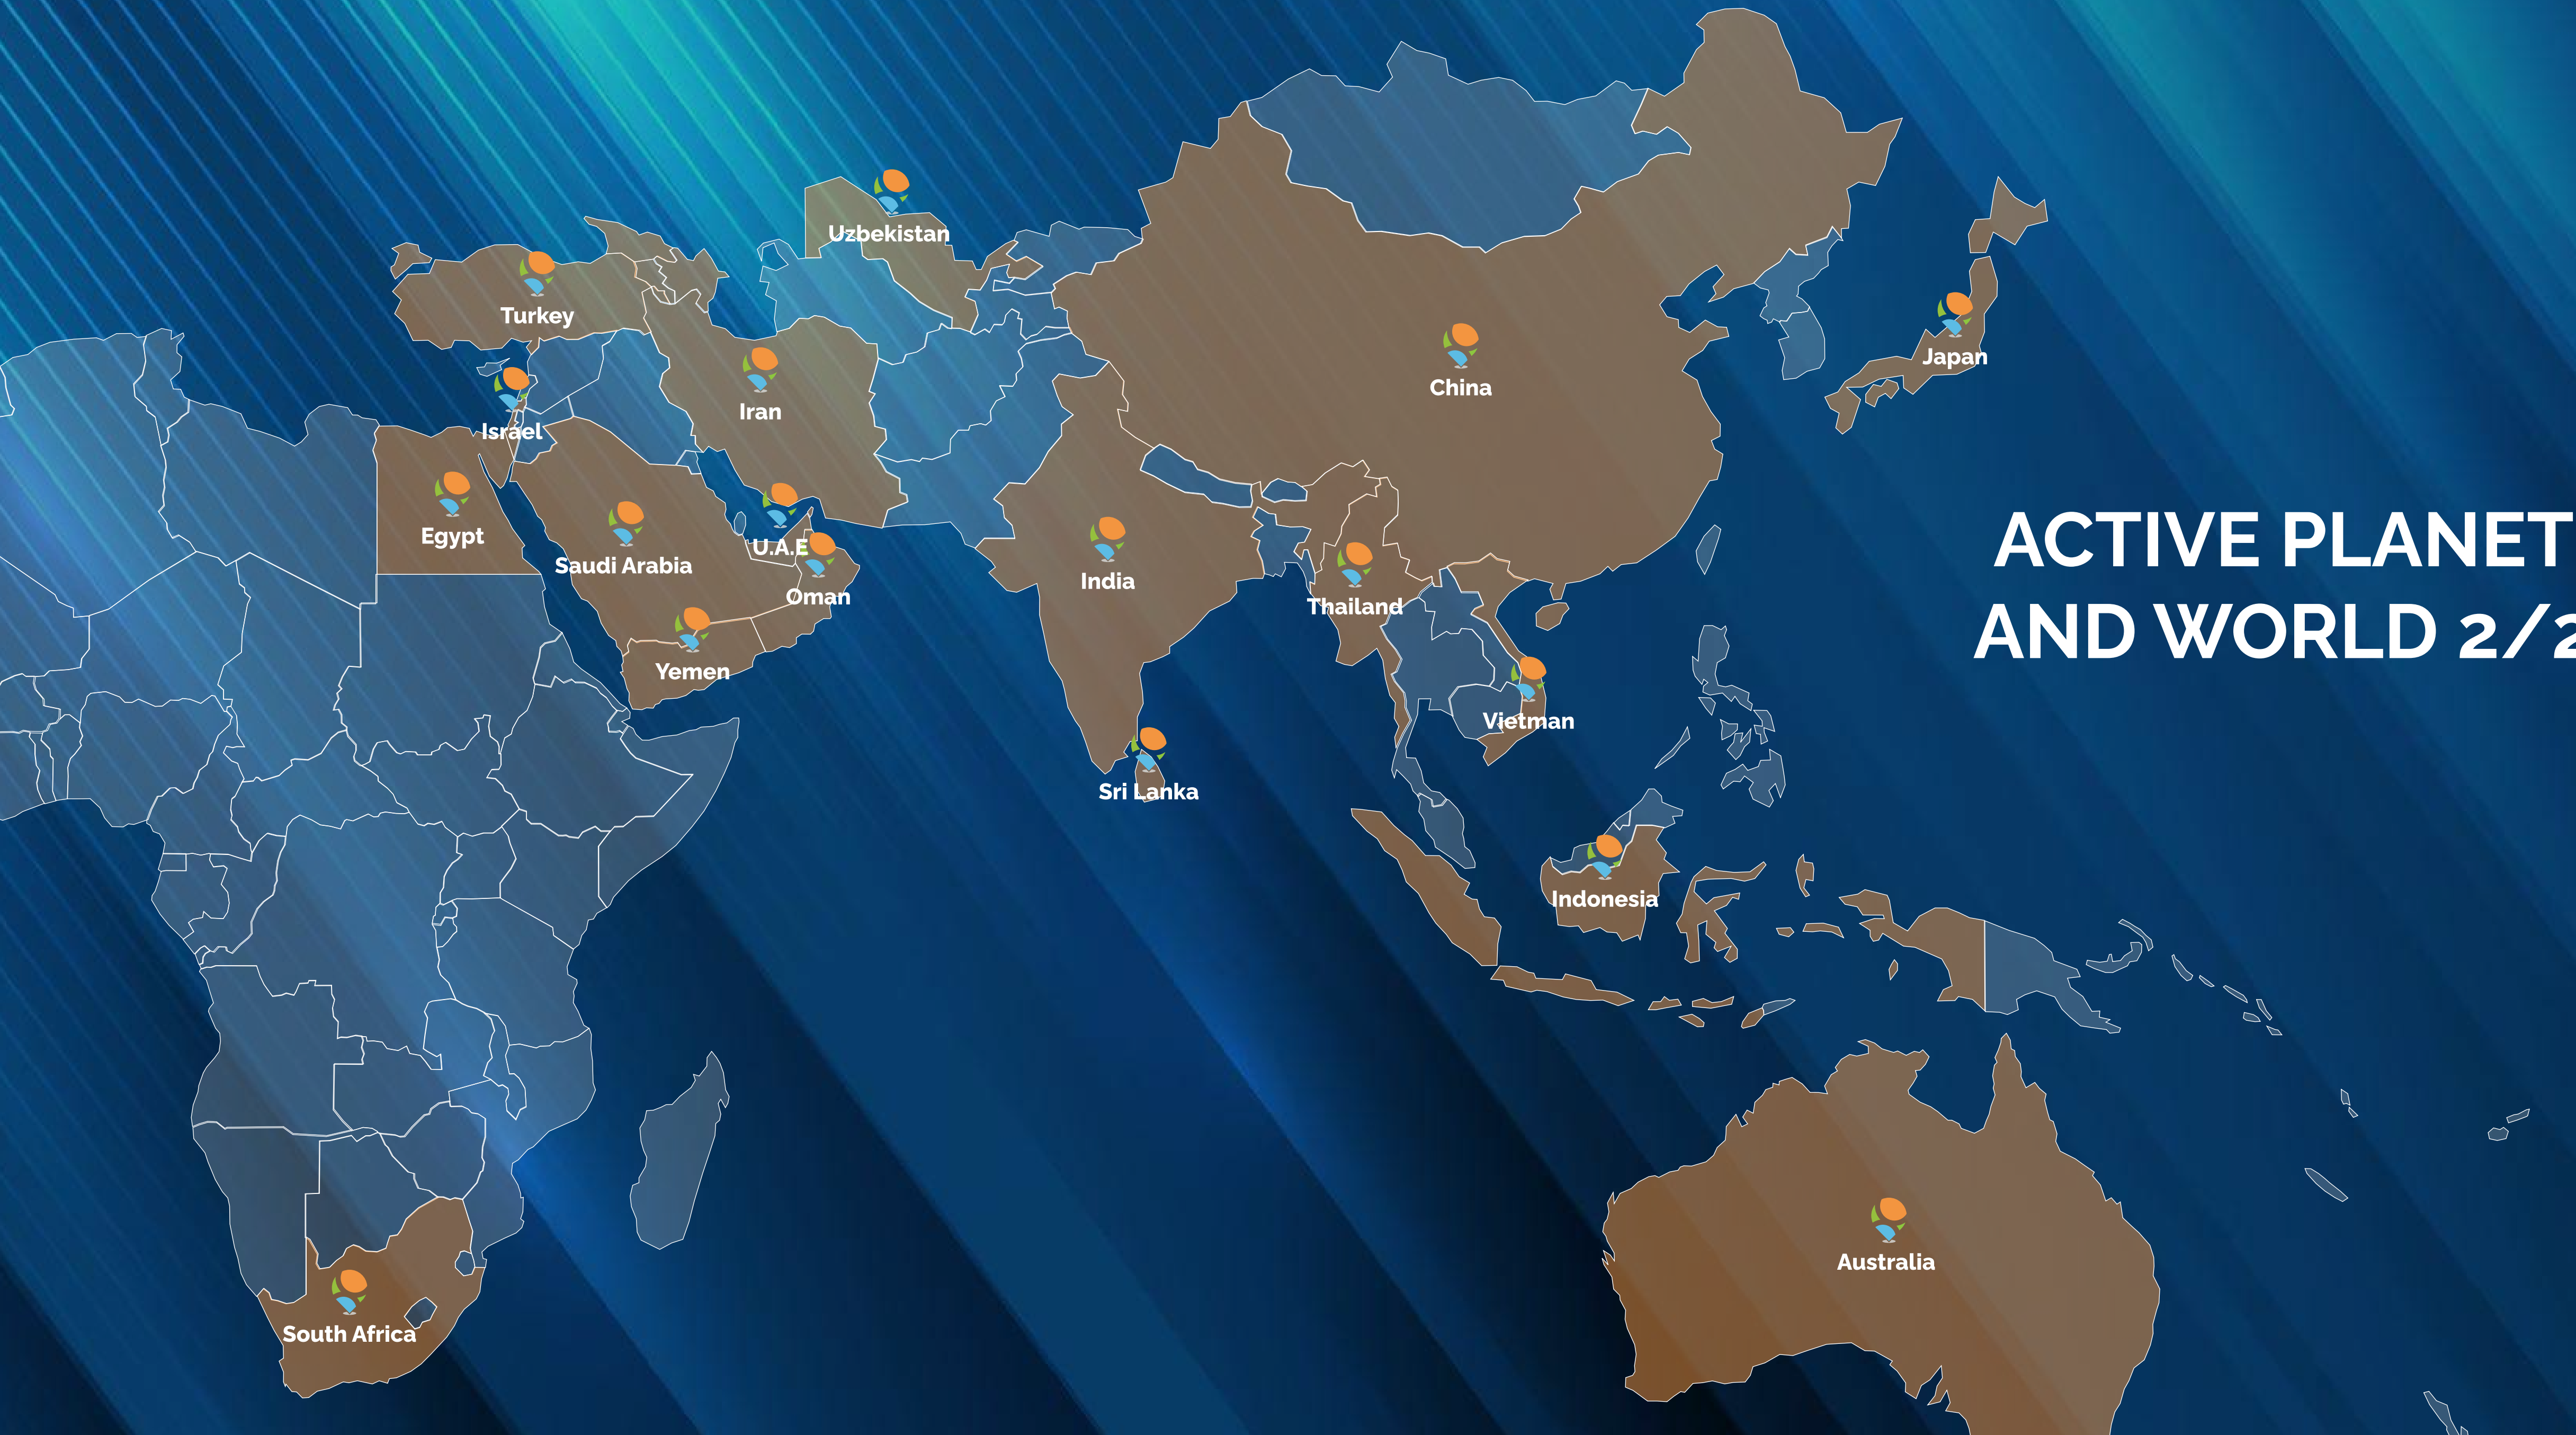 Uzbekistan
Turkey
Japan
China
Iran
Israel
ACTIVE PLANET
AND WORLD 2/2
Egypt
U.A.E
Saudi Arabia
India
Oman
Thailand
Yemen
Vietman
Sri Lanka
Indonesia
Australia
South Africa